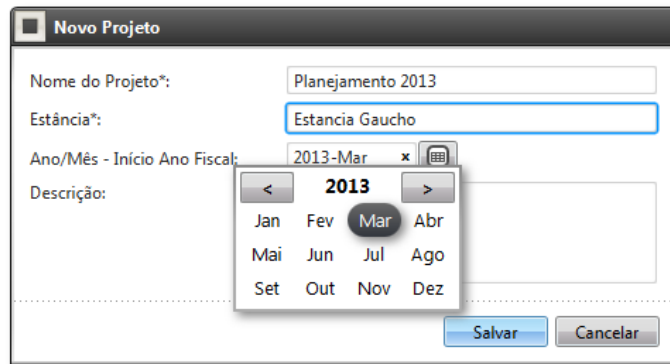 Novo Projeto
Nome do Projeto*: Planejamento 2013
Estância*: Estancia Gaucho
Ano/Mês - Início Ano Fiscal: 2013-Mar x
Descrição:
< 2013 >
Jan Fev Mar Abr
Mai Jun Jul Ago
Set Out Nov Dez
Salvar Cancelar